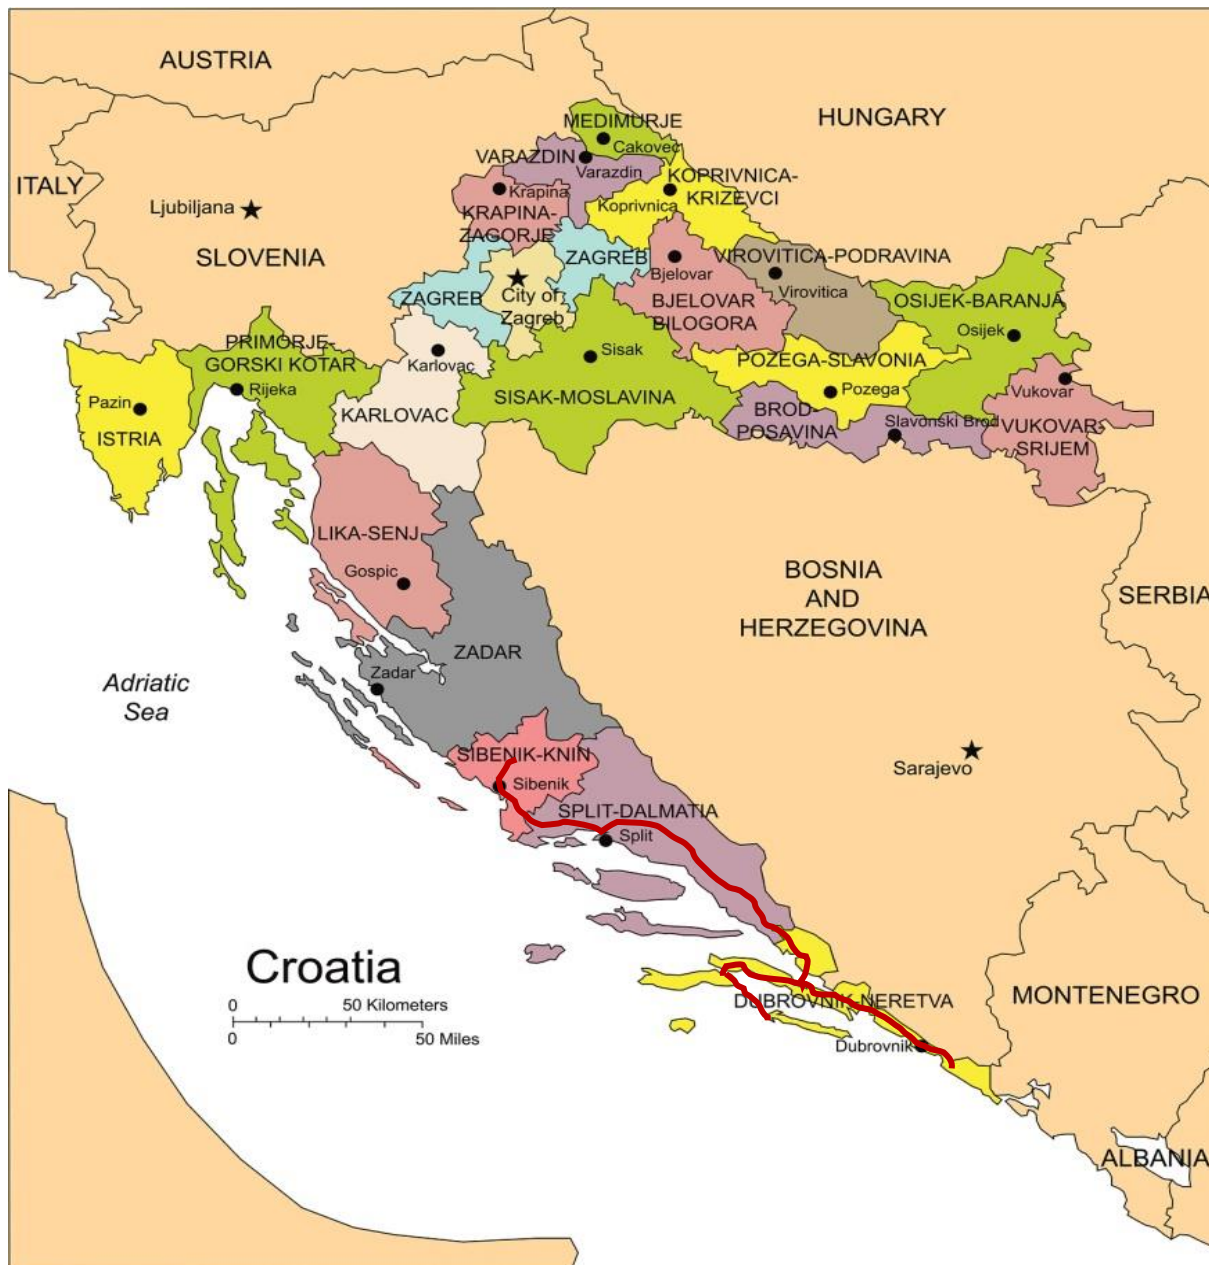 AUSTRIA
HUNGARY
MEDIMURJE
Cakovec
VARAZDIN
Varazdin
ITALY
Ljubiljana
KOPRIVNICA-
KRIZEVCI
Koprivnica
Krapina
KRAPINA-
ZAGORJE
SLOVENIA
ZAGREB
VIROVITICA-PODRAVINA
Virovitica
Bjelovar
BJELOVAR
BILOGORA
ZAGREB
City of
Zagreb
OSIJEK-BARANJA
Osijek
PRIMORJE-
GORSKI KOTAR
Rijeka
Karlovac
Sisak
POZEGA-SLAVONIA
Pozega
Vukovar
Pazin
ISTRIA
KARLOVAC
SISAK-MOSLAVINA
BROD-
POSAVINA
Slavonski Brod
VUKOVAR-
SRIJEM
LIKA-SENJ
Gospic
BOSNIA
AND
HERZEGOVINA
SERBIA
ZADAR
Zadar
Adriatic
Sea
SIBENIK-KNIN
Sibenik
Sarajevo
SPLIT-DALMATIA
Split
Croatia
0 50 Kilometers
0 50 Miles
DUBROVNIK-NERETVA
Dubrovnik
MONTENEGRO
ALBANIA